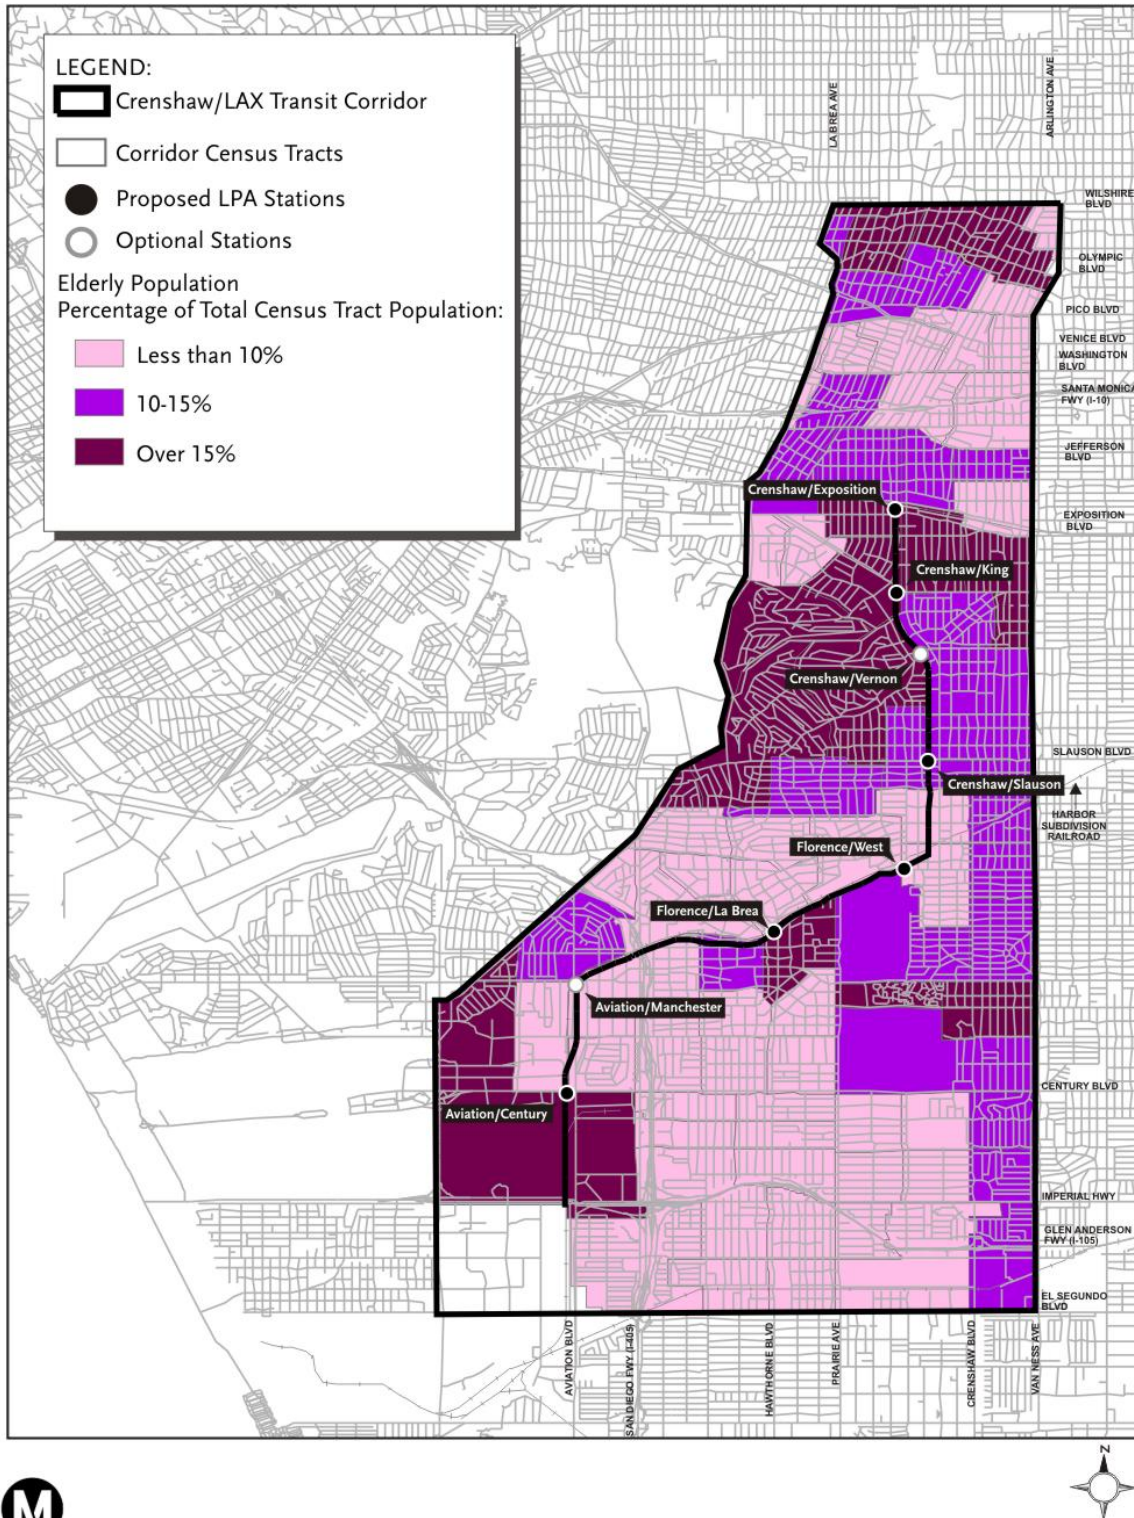 LEGEND:
Crenshaw/LAX Transit Corridor
Corridor Census Tracts
Proposed LPA Stations
Optional Stations
Elderly Population
Percentage of Total Census Tract Population:
Less than 10%
10-15%
Over 15%
LA BREA AVE
ARLINGTON AVE
WILSHIRE
BLVD
OLYMPIC
BLVD
PICO BLVD
VENICE BLVD
WASHINGTON
BLVD
SANTA MONICA
FWY (I-10)
JEFFERSON
BLVD
Crenshaw/Exposition
EXPOSITION
BLVD
Crenshaw/King
Crenshaw/Vernon
SLAUSON BLVD
Crenshaw/Slauson
HARBOR
SUBDIVISION
RAILROAD
Florence/West
Florence/La Brea
Aviation/Manchester
CENTURY BLVD
Aviation/Century
IMPERIAL HWY
GLEN ANDERSON
FWY (I-105)
EL SEGUNDO
BLVD
AVIATION BLVD
SAN DIEGO FWY (I-405)
HAWTHORNE BLVD
PRAIRIE AVE
CRENSHAW BLVD
VAN NESS AVE
N
M